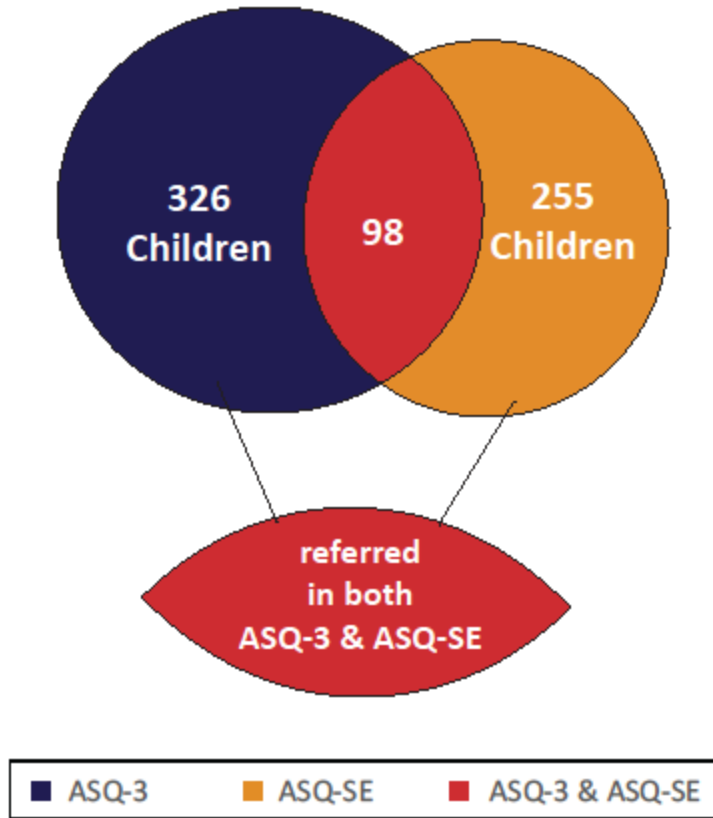 326
Children
98
255
Children
referred
in both
ASQ-3 & ASQ-SE
ASQ-3
ASQ-SE
ASQ-3 & ASQ-SE